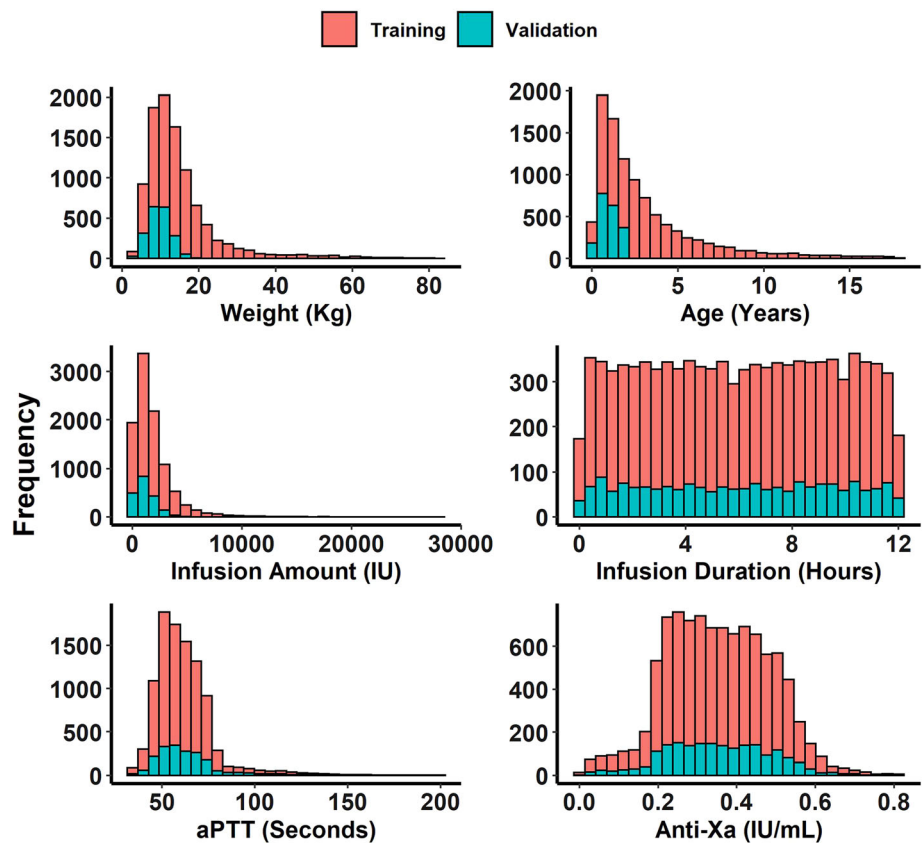 Training Validation
2000
1500
1000
500
0
0 20 40 60 80
Weight (Kg)
2000
1500
1000
500
0
0 5 10 15
Age (Years)
Frequency
3000
2000
1000
0
0 10000 20000 30000
Infusion Amount (IU)
300
200
100
0
0 4 8 12
Infusion Duration (Hours)
1500
1000
500
0
50 100 150 200
aPTT (Seconds)
600
400
200
0
0.0 0.2 0.4 0.6 0.8
Anti-Xa (IU/mL)